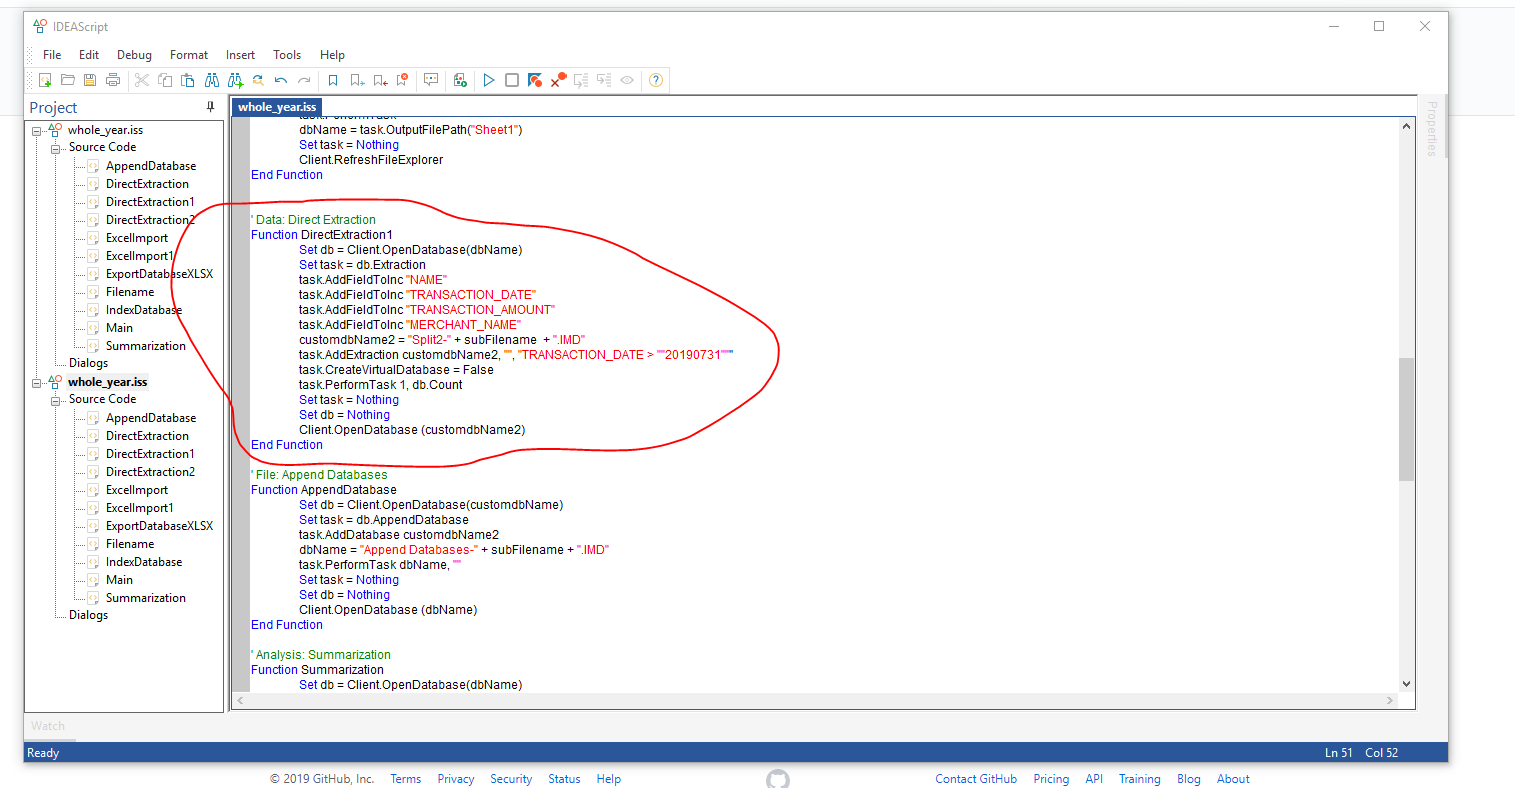 IDEAScript
File Edit Debug Format Insert Tools Help
Project
whole_year.iss
Source Code
AppendDatabase
DirectExtraction
DirectExtraction1
DirectExtraction2
ExcelImport
ExcelImport1
ExportDatabaseXLSX
Filename
IndexDatabase
Main
Summarization
Dialogs
whole_year.iss
Source Code
AppendDatabase
DirectExtraction
DirectExtraction1
DirectExtraction2
ExcelImport
ExcelImport1
ExportDatabaseXLSX
Filename
IndexDatabase
Main
Summarization
Dialogs
whole_year.iss
task.PerformTask
dbName = task.OutputFilePath("Sheet1")
Set task = Nothing
Client.RefreshFileExplorer
End Function
' Data: Direct Extraction
Function DirectExtraction1
Set db = Client.OpenDatabase(dbName)
Set task = db.Extraction
task.AddFieldToInc "NAME"
task.AddFieldToInc "TRANSACTION_DATE"
task.AddFieldToInc "TRANSACTION_AMOUNT"
task.AddFieldToInc "MERCHANT_NAME"
customdbName2 = "Split2-" + subFilename + ".IMD"
task.AddExtraction customdbName2, "", "TRANSACTION_DATE > ""20190731"""
task.CreateVirtualDatabase = False
task.PerformTask 1, db.Count
Set task = Nothing
Set db = Nothing
Client.OpenDatabase (customdbName2)
End Function
' File: Append Databases
Function AppendDatabase
Set db = Client.OpenDatabase(customdbName)
Set task = db.AppendDatabase
task.AddDatabase customdbName2
dbName = "Append Databases-" + subFilename + ".IMD"
task.PerformTask dbName, ""
Set task = Nothing
Set db = Nothing
Client.OpenDatabase (dbName)
End Function
' Analysis: Summarization
Function Summarization
Set db = Client.OpenDatabase(dbName)
Properties
Watch
Ready
Ln 51 Col 52
© 2019 GitHub, Inc. Terms Privacy Security Status Help Contact GitHub Pricing API Training Blog About